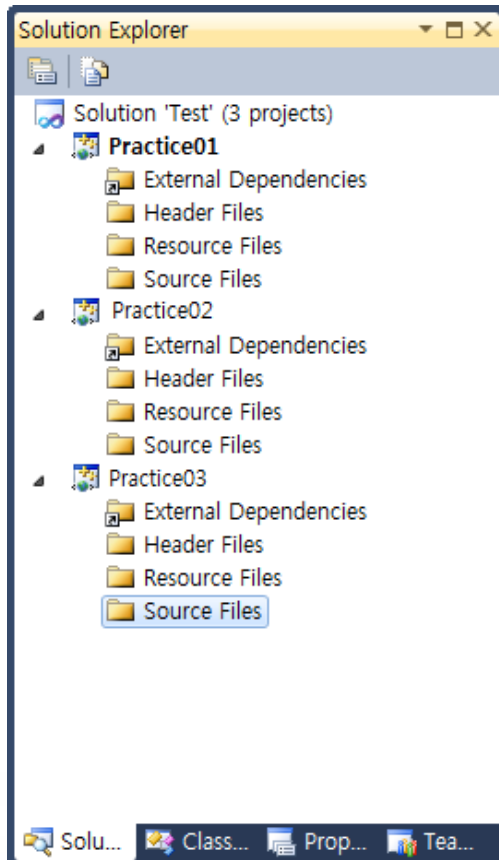 Solution Explorer
Solution 'Test' (3 projects)
Practice01
External Dependencies
Header Files
Resource Files
Source Files
Practice02
External Dependencies
Header Files
Resource Files
Source Files
Practice03
External Dependencies
Header Files
Resource Files
Source Files
Solu... Class... Prop... Tea...